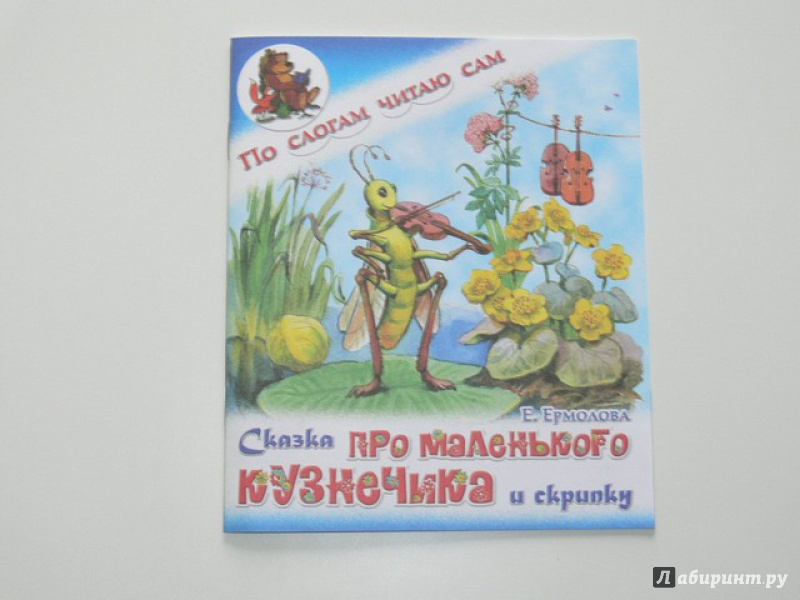 По слогам читаю сам
Е. Ермолова
Сказка про маленького
кузнечика и скрипку
Лабиринт.ру